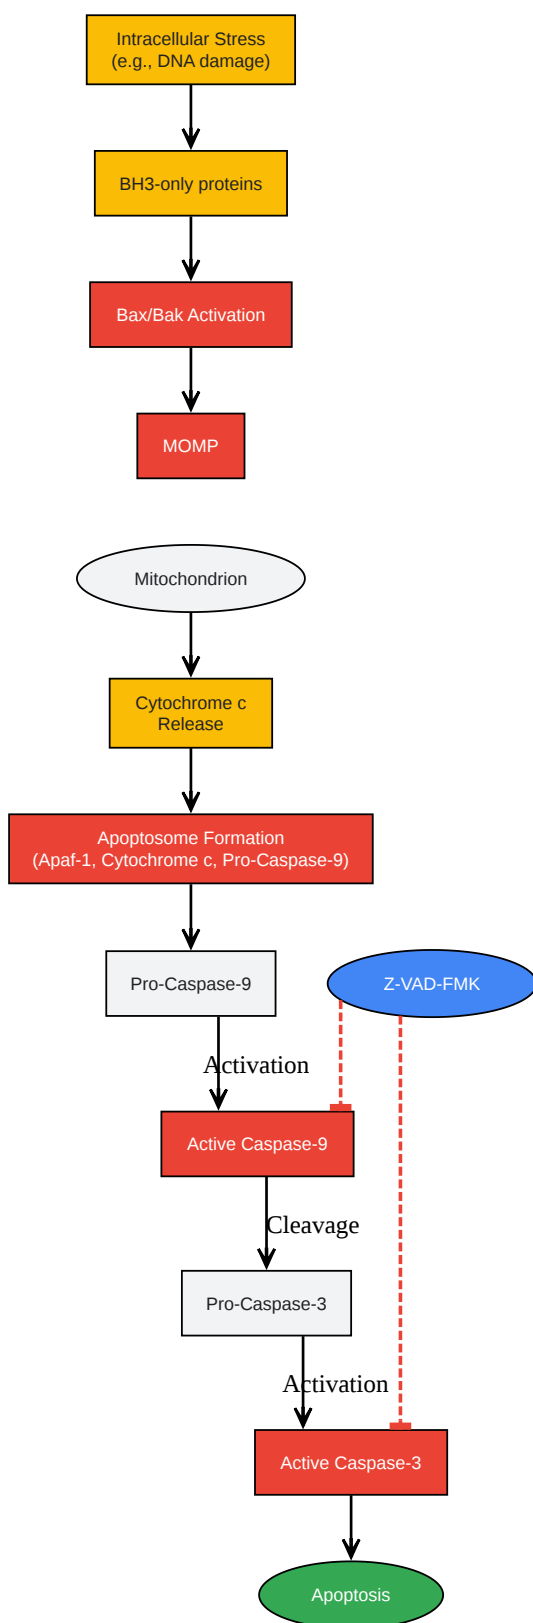 Intracellular Stress
(e.g., DNA damage)
BH3-only proteins
Bax/Bak Activation
MOMP
Mitochondrion
Cytochrome c
Release
Apoptosome Formation
(Apaf-1, Cytochrome c, Pro-Caspase-9)
Pro-Caspase-9
Z-VAD-FMK
Activation
Active Caspase-9
Cleavage
Pro-Caspase-3
Activation
Active Caspase-3
Apoptosis